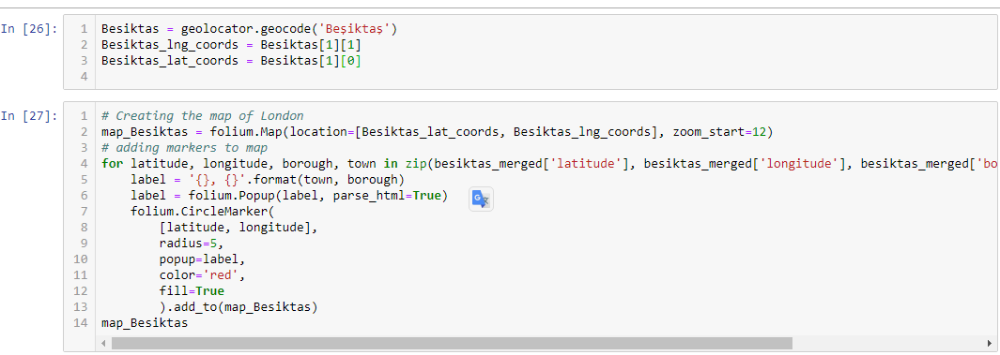 In [26]:
1 Besiktas = geolocator.geocode('Beşiktaş')
2 Besiktas_lng_coords = Besiktas[1][1]
3 Besiktas_lat_coords = Besiktas[1][0]
4
In [27]:
1 # Creating the map of London
2 map_Besiktas = folium.Map(location=[Besiktas_lat_coords, Besiktas_lng_coords], zoom_start=12)
3 # adding markers to map
4 for latitude, longitude, borough, town in zip(besiktas_merged['latitude'], besiktas_merged['longitude'], besiktas_merged['bo
5     label = '{}, {}'.format(town, borough)
6     label = folium.Popup(label, parse_html=True)
7     folium.CircleMarker(
8         [latitude, longitude],
9         radius=5,
10         popup=label,
11         color='red',
12         fill=True
13         ).add_to(map_Besiktas)
14 map_Besiktas